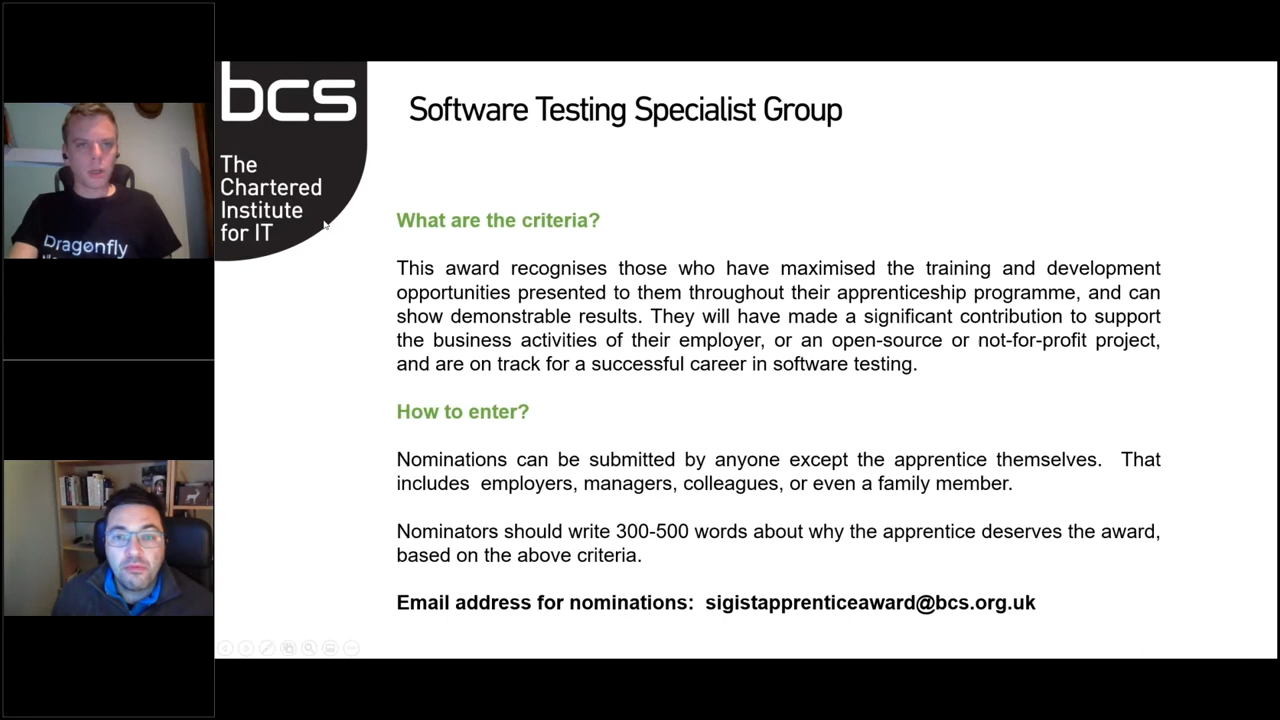 bcs
The
Chartered
Institute
for IT
Software Testing Specialist Group
What are the criteria?
This award recognises those who have maximised the training and development
opportunities presented to them throughout their apprenticeship programme, and can
show demonstrable results. They will have made a significant contribution to support
the business activities of their employer, or an open-source or not-for-profit project,
and are on track for a successful career in software testing.
How to enter?
Nominations can be submitted by anyone except the apprentice themselves. That
includes employers, managers, colleagues, or even a family member.
Nominators should write 300-500 words about why the apprentice deserves the award,
based on the above criteria.
Email address for nominations: sigistapprenticeaward@bcs.org.uk
Dragonfly